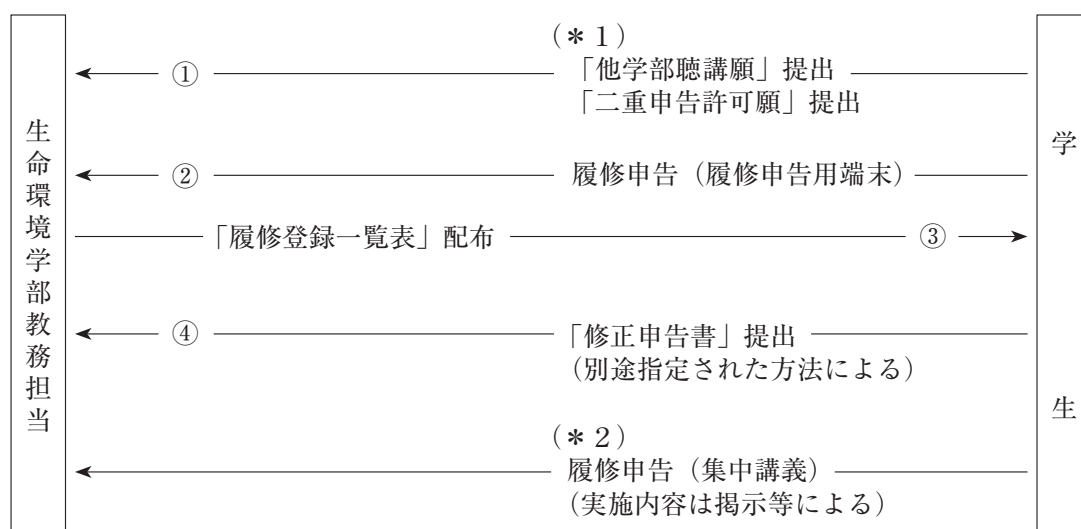 (＊1)
①
「他学部聴講願」提出
「二重申告許可願」提出
生命環境学部教務担当
学生
②
履修申告（履修申告用端末）
「履修登録一覧表」配布
③
④
「修正申告書」提出
（別途指定された方法による）
(＊2)
履修申告（集中講義）
（実施内容は掲示等による）